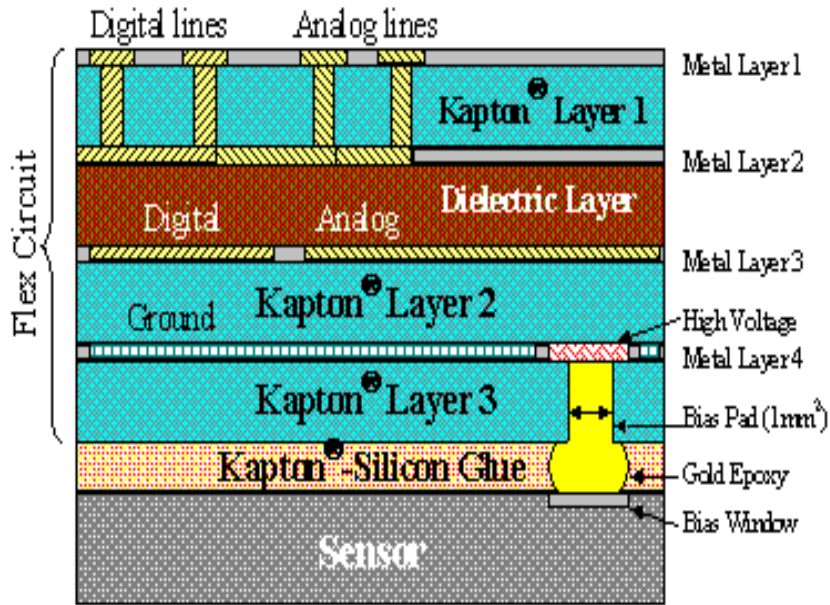 Digital lines
Analog lines
Metal Layer 1
Kapton® Layer 1
Metal Layer 2
Dielectric Layer
Digital
Analog
Metal Layer 3
Flex Circuit
Kapton® Layer 2
Ground
High Voltage
Metal Layer 4
Kapton® Layer 3
Bias Pad (1mm³)
Kapton®-Silicon Glue
Gold Epoxy
Bias Window
Sensor